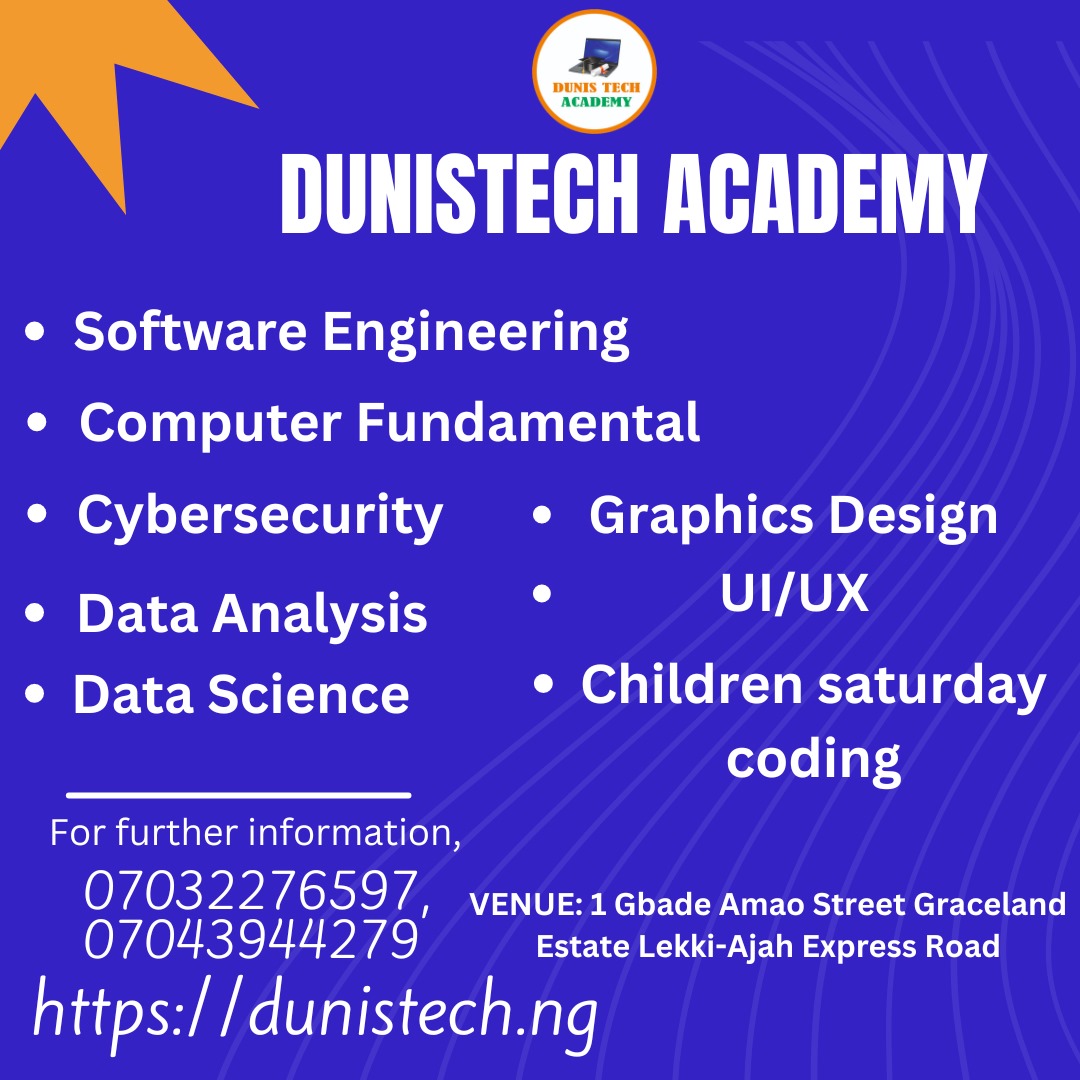 DUNIS TECH
ACADEMY
DUNISTECH ACADEMY
• Software Engineering
• Computer Fundamental
• Cybersecurity
• Data Analysis
• Data Science
• Graphics Design
• UI/UX
• Children saturday
coding
For further information,
07032276597,
07043944279
https://dunistech.ng
VENUE: 1 Gbade Amao Street Graceland
Estate Lekki-Ajah Express Road